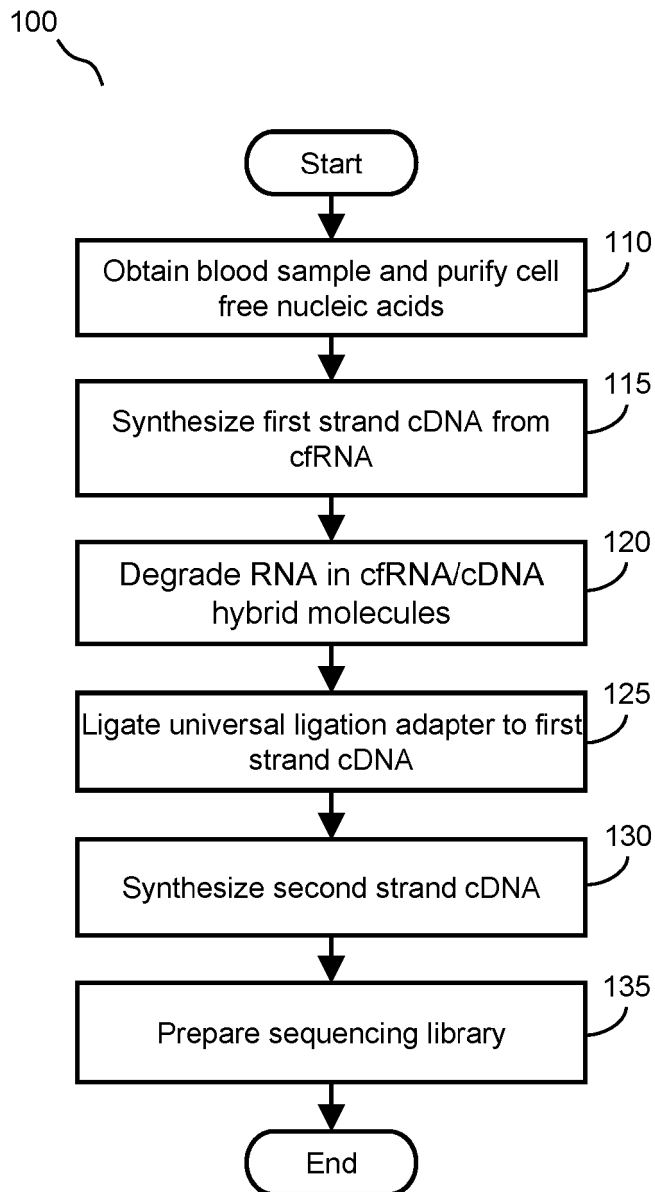 100
Start
110
Obtain blood sample and purify cell
free nucleic acids
115
Synthesize first strand cDNA from
cfRNA
120
Degrade RNA in cfRNA/cDNA
hybrid molecules
125
Ligate universal ligation adapter to first
strand cDNA
130
Synthesize second strand cDNA
135
Prepare sequencing library
End